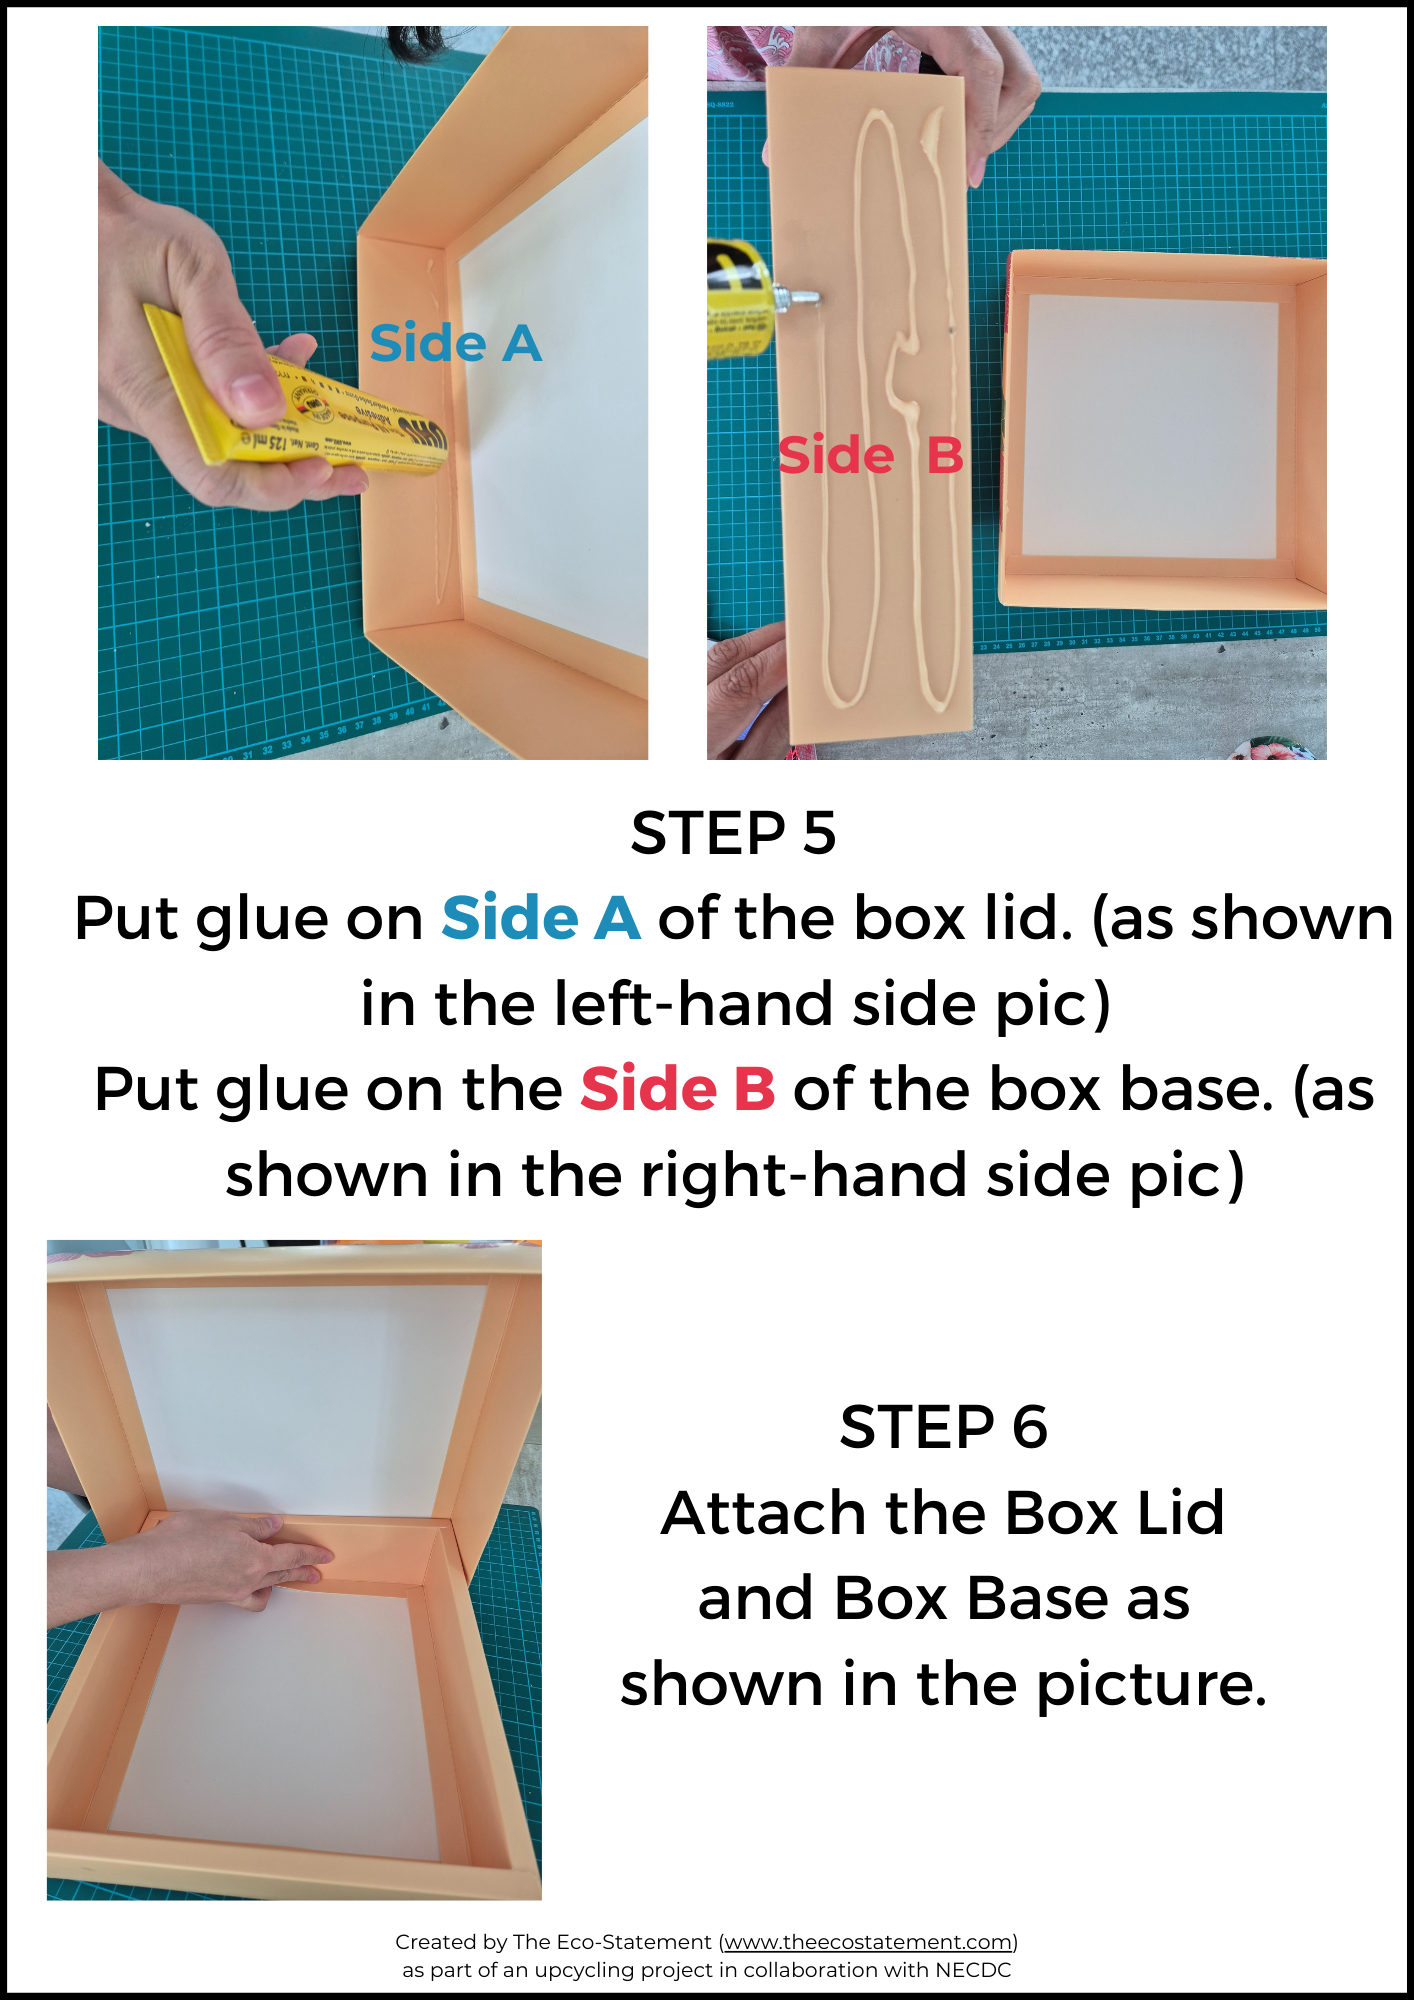 Side A
Side B
STEP 5
Put glue on Side A of the box lid. (as shown
in the left-hand side pic)
Put glue on the Side B of the box base. (as
shown in the right-hand side pic)
STEP 6
Attach the Box Lid
and Box Base as
shown in the picture.
Created by The Eco-Statement (www.theecostatement.com)
as part of an upcycling project in collaboration with NECDC